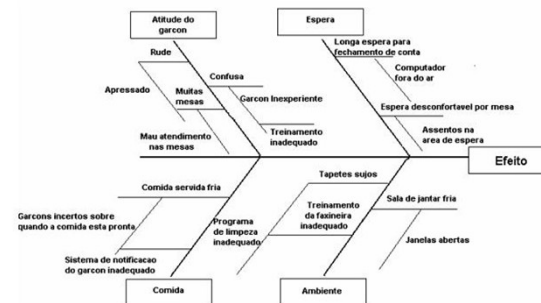 Atitude do
garcon
Espera
Rude
Longa espera para
fechamento de conta
Confusa
Computador
fora do ar
Apressado
Muitas
mesas
Garcon Inexperiente
Espera desconfortavel por mesa
Treinamento
inadequado
Mau atendimento
nas mesas
Assentos na
area de espera
Efeito
Tapetes sujos
Comida servida fria
Sala de jantar fria
Garcons incertos sobre
quando a comida esta pronta
Programa
de limpeza
inadequado
Treinamento
da faxineira
inadequado
Janelas abertas
Sistema de notificacao
do garcon inadequado
Comida
Ambiente